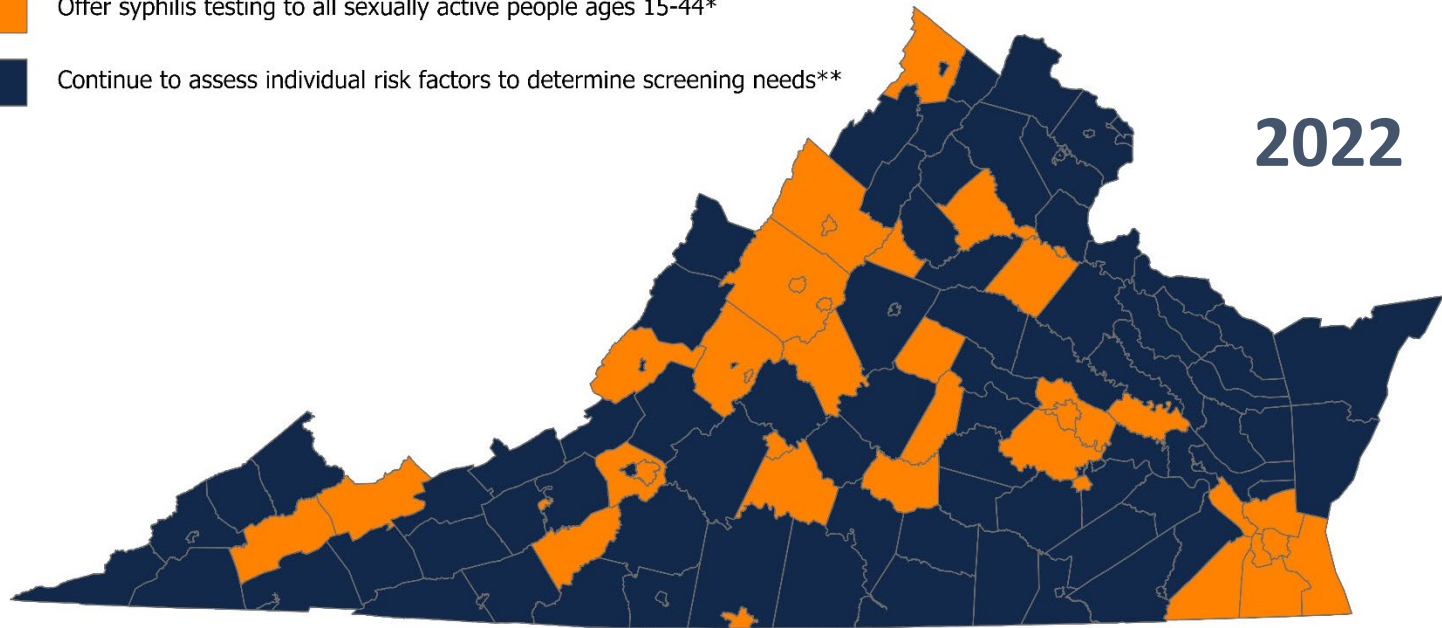 Offer syphilis testing to all sexually active people ages 15-44*
Continue to assess individual risk factors to determine screening needs**
2022